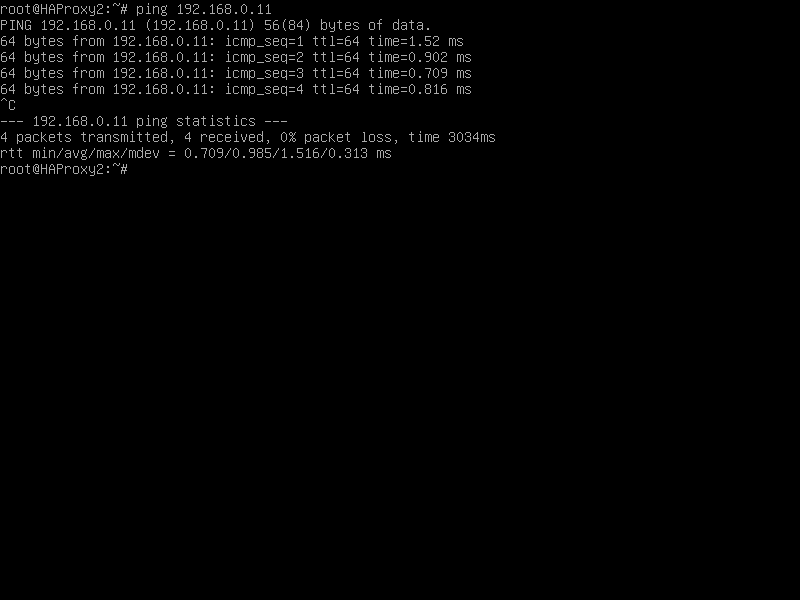 root@HAProxy2:~# ping 192.168.0.11
PING 192.168.0.11 (192.168.0.11) 56(84) bytes of data.
64 bytes from 192.168.0.11: icmp_seq=1 ttl=64 time=1.52 ms
64 bytes from 192.168.0.11: icmp_seq=2 ttl=64 time=0.902 ms
64 bytes from 192.168.0.11: icmp_seq=3 ttl=64 time=0.709 ms
64 bytes from 192.168.0.11: icmp_seq=4 ttl=64 time=0.816 ms
^C
--- 192.168.0.11 ping statistics ---
4 packets transmitted, 4 received, 0% packet loss, time 3034ms
rtt min/avg/max/mdev = 0.709/0.985/1.516/0.313 ms
root@HAProxy2:~#